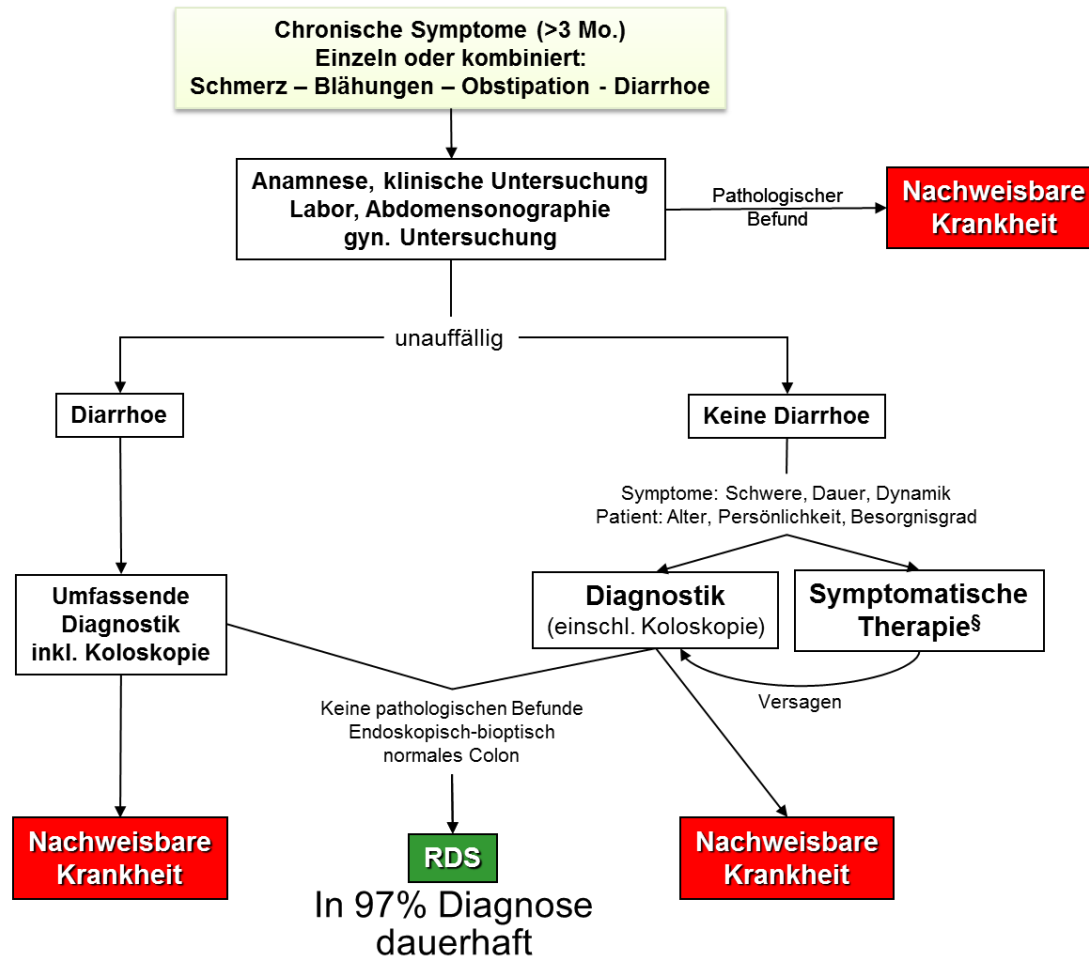 Chronische Symptome (>3 Mo.)
Einzeln oder kombiniert:
Schmerz – Blähungen – Obstipation - Diarrhoe
Anamnese, klinische Untersuchung
Labor, Abdomensonographie
gyn. Untersuchung
Pathologischer
Befund
Nachweisbare
Krankheit
unauffällig
Diarrhoe
Keine Diarrhoe
Symptome: Schwere, Dauer, Dynamik
Patient: Alter, Persönlichkeit, Besorgnisgrad
Umfassende
Diagnostik
inkl. Koloskopie
Diagnostik
(einschl. Koloskopie)
Symptomatische
Therapie§
Versagen
Keine pathologischen Befunde
Endoskopisch-bioptisch
normales Colon
Nachweisbare
Krankheit
RDS
In 97% Diagnose
dauerhaft
Nachweisbare
Krankheit